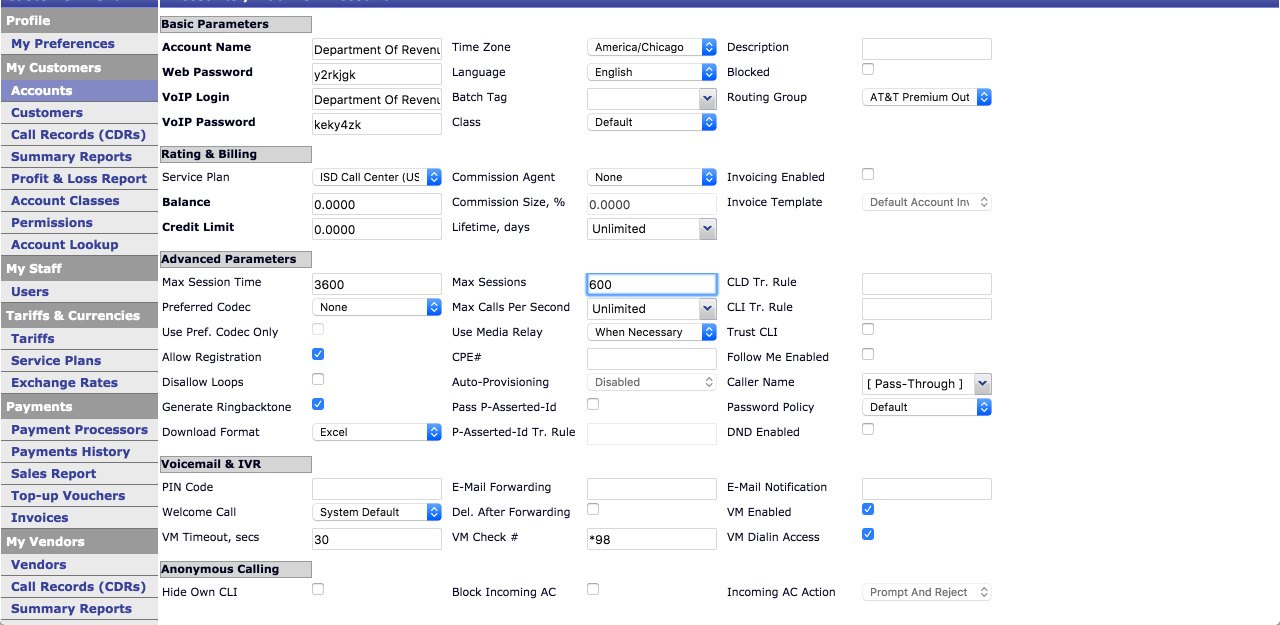 Profile
My Preferences
My Customers
Accounts
Customers
Call Records (CDRs)
Summary Reports
Profit & Loss Report
Account Classes
Permissions
Account Lookup
My Staff
Users
Tariffs & Currencies
Tariffs
Service Plans
Exchange Rates
Payments
Payment Processors
Payments History
Sales Report
Top-up Vouchers
Invoices
My Vendors
Vendors
Call Records (CDRs)
Summary Reports
Basic Parameters
Account Name Department Of Revenu Time Zone America/Chicago Description
Web Password y2rkjgk Language English Blocked
VoIP Login Department Of Revenu Batch Tag Routing Group AT&T Premium Out
VoIP Password keky4zk Class Default
Rating & Billing
Service Plan ISD Call Center (US Commission Agent None Invoicing Enabled
Balance 0.0000 Commission Size, % 0.0000 Invoice Template Default Account Inv
Credit Limit 0.0000 Lifetime, days Unlimited
Advanced Parameters
Max Session Time 3600 Max Sessions 600 CLD Tr. Rule
Preferred Codec None Max Calls Per Second Unlimited CLI Tr. Rule
Use Pref. Codec Only Use Media Relay When Necessary Trust CLI
Allow Registration CPE# Follow Me Enabled
Disallow Loops Auto-Provisioning Disabled Caller Name [ Pass-Through ]
Generate Ringbacktone Pass P-Asserted-Id Password Policy Default
Download Format Excel P-Asserted-Id Tr. Rule DND Enabled
Voicemail & IVR
PIN Code E-Mail Forwarding E-Mail Notification
Welcome Call System Default Del. After Forwarding VM Enabled
VM Timeout, secs 30 VM Check # *98 VM Dialin Access
Anonymous Calling
Hide Own CLI Block Incoming AC Incoming AC Action Prompt And Reject